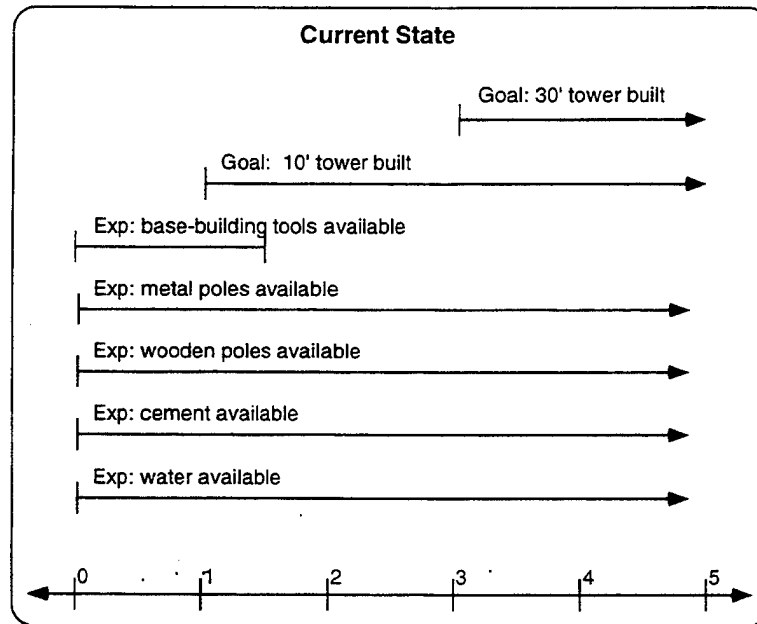 Current State
Goal: 30' tower built
Goal: 10' tower built
Exp: base-building tools available
Exp: metal poles available
Exp: wooden poles available
Exp: cement available
Exp: water available
0 1 2 3 4 5